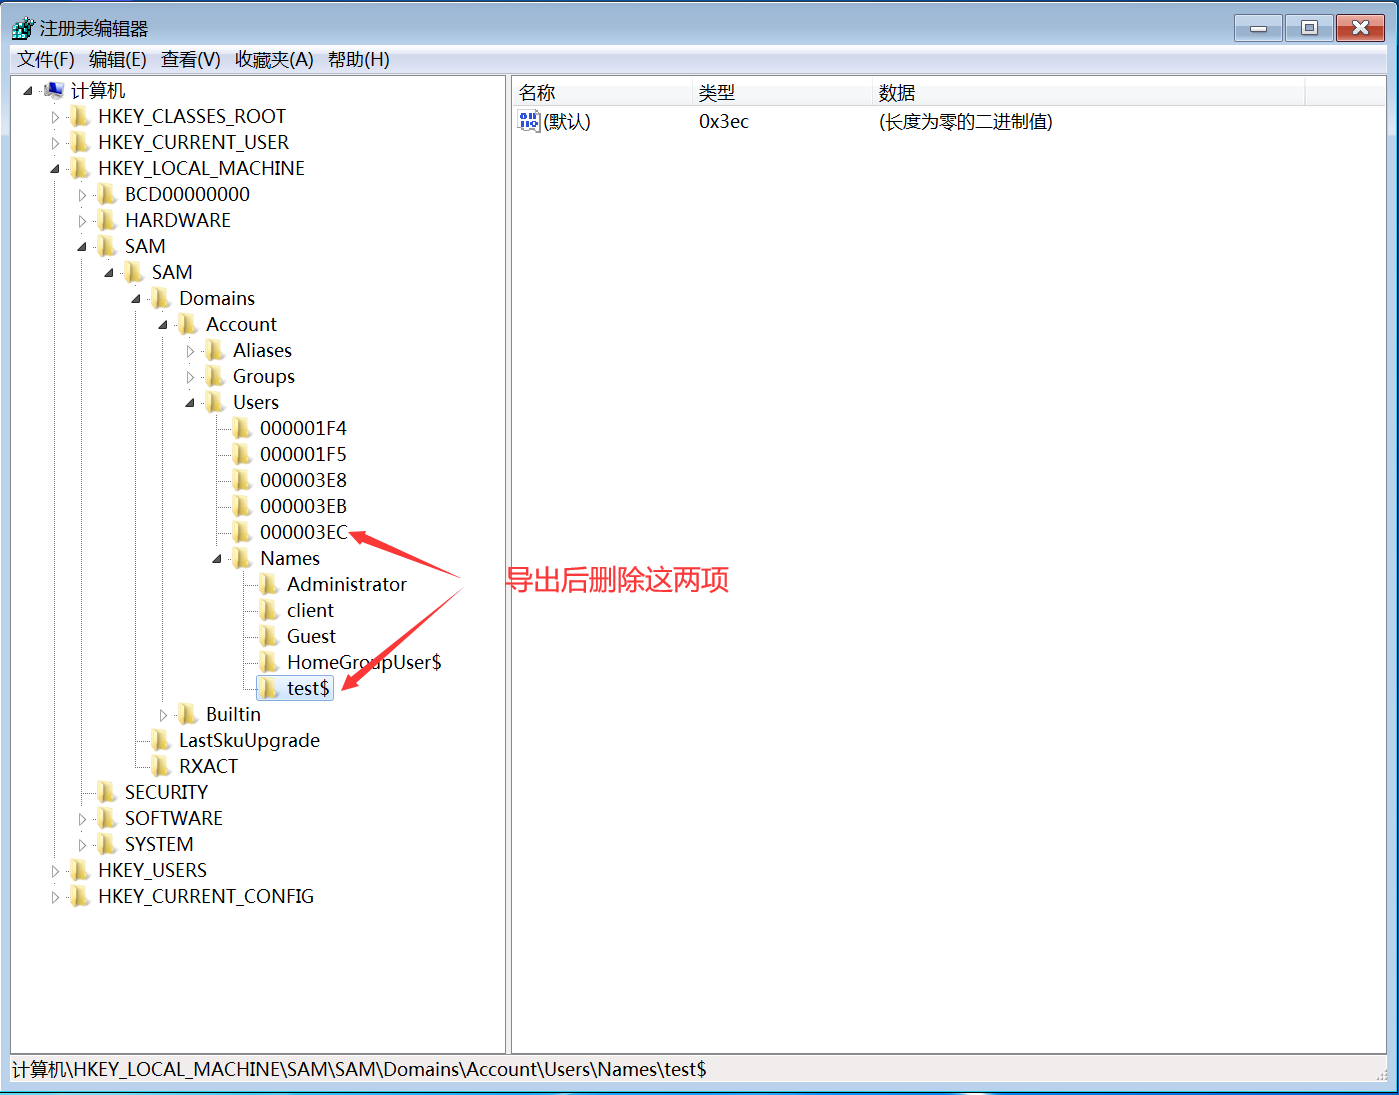 注册表编辑器
文件(F) 编辑(E) 查看(V) 收藏夹(A) 帮助(H)
计算机
HKEY_CLASSES_ROOT
HKEY_CURRENT_USER
HKEY_LOCAL_MACHINE
BCD00000000
HARDWARE
SAM
SAM
Domains
Account
Aliases
Groups
Users
000001F4
000001F5
000003E8
000003EB
000003EC
Names
Administrator
client
Guest
HomeGroupUser$
test$
Builtin
LastSkuUpgrade
RXACT
SECURITY
SOFTWARE
SYSTEM
HKEY_USERS
HKEY_CURRENT_CONFIG
名称 类型 数据
(默认) 0x3ec (长度为零的二进制值)
导出后删除这两项
计算机\HKEY_LOCAL_MACHINE\SAM\SAM\Domains\Account\Users\Names\test$